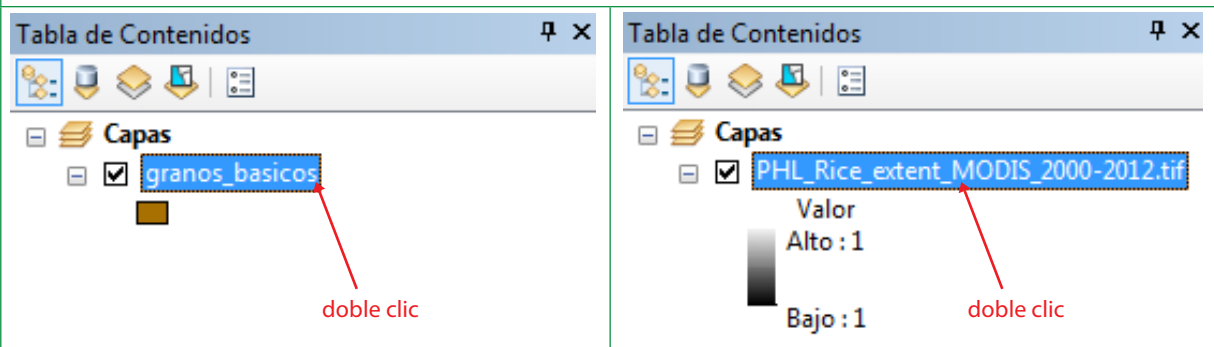 Tabla de Contenidos
Capas
granos_basicos
doble clic
Tabla de Contenidos
Capas
PHL_Rice_extent_MODIS_2000-2012.tif
Valor
Alto : 1
Bajo : 1
doble clic